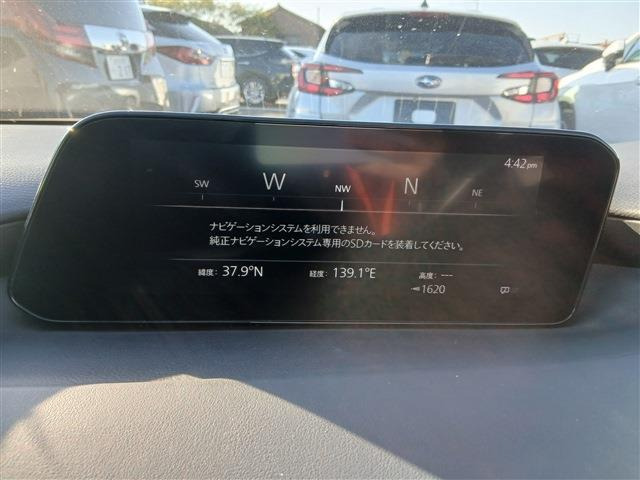 4:42pm
SW W NW N NE
ナビゲーションシステムを利用できません。
純正ナビゲーションシステム専用のSDカードを装着してください。
緯度: 37.9°N 経度: 139.1°E 高度: ---
1620